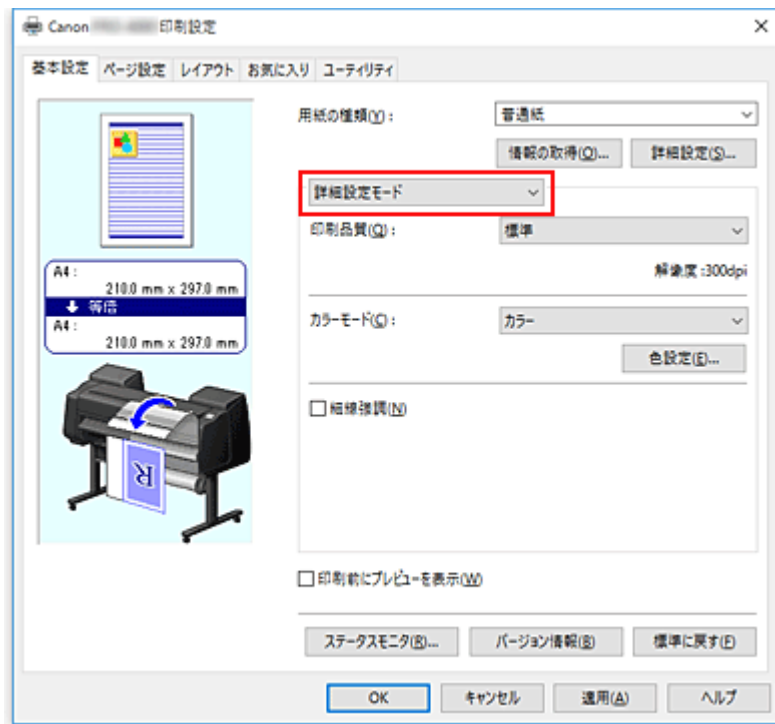 Canon 印刷設定
基本設定 ページ設定 レイアウト お気に入り ユーティリティ
用紙の種類(Y): 普通紙
情報の取得(O)... 詳細設定(S)...
詳細設定モード
印刷品質(Q): 標準
解像度:300dpi
カラーモード(C): カラー
色設定(E)...
細線強調(N)
A4:
210.0 mm x 297.0 mm
等倍
A4:
210.0 mm x 297.0 mm
R
印刷前にプレビューを表示(W)
ステータスモニタ(R)... バージョン情報(B) 標準に戻す(F)
OK キャンセル 適用(A) ヘルプ